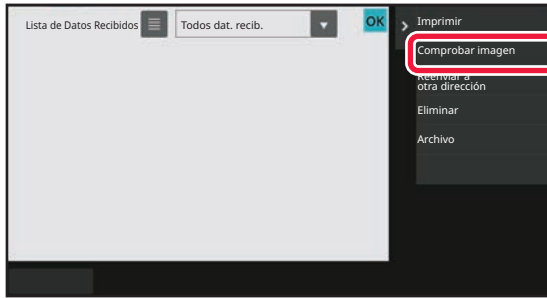 Lista de Datos Recibidos
Todos dat. recib.
OK
Imprimir
Comprobar imagen
Reenviar a
otra dirección
Eliminar
Archivo